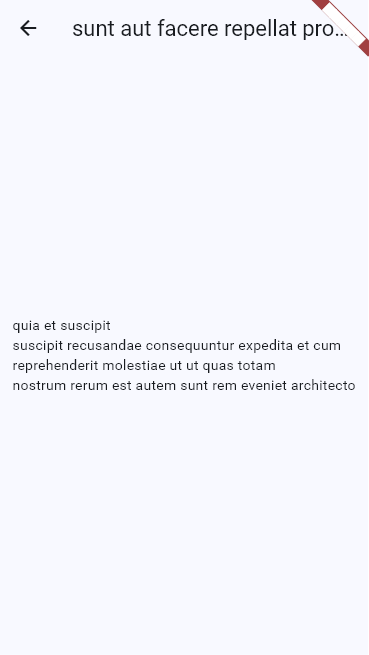 sunt aut facere repellat pro...
quia et suscipit
suscipit recusandae consequuntur expedita et cum
reprehenderit molestiae ut ut quas totam
nostrum rerum est autem sunt rem eveniet architecto